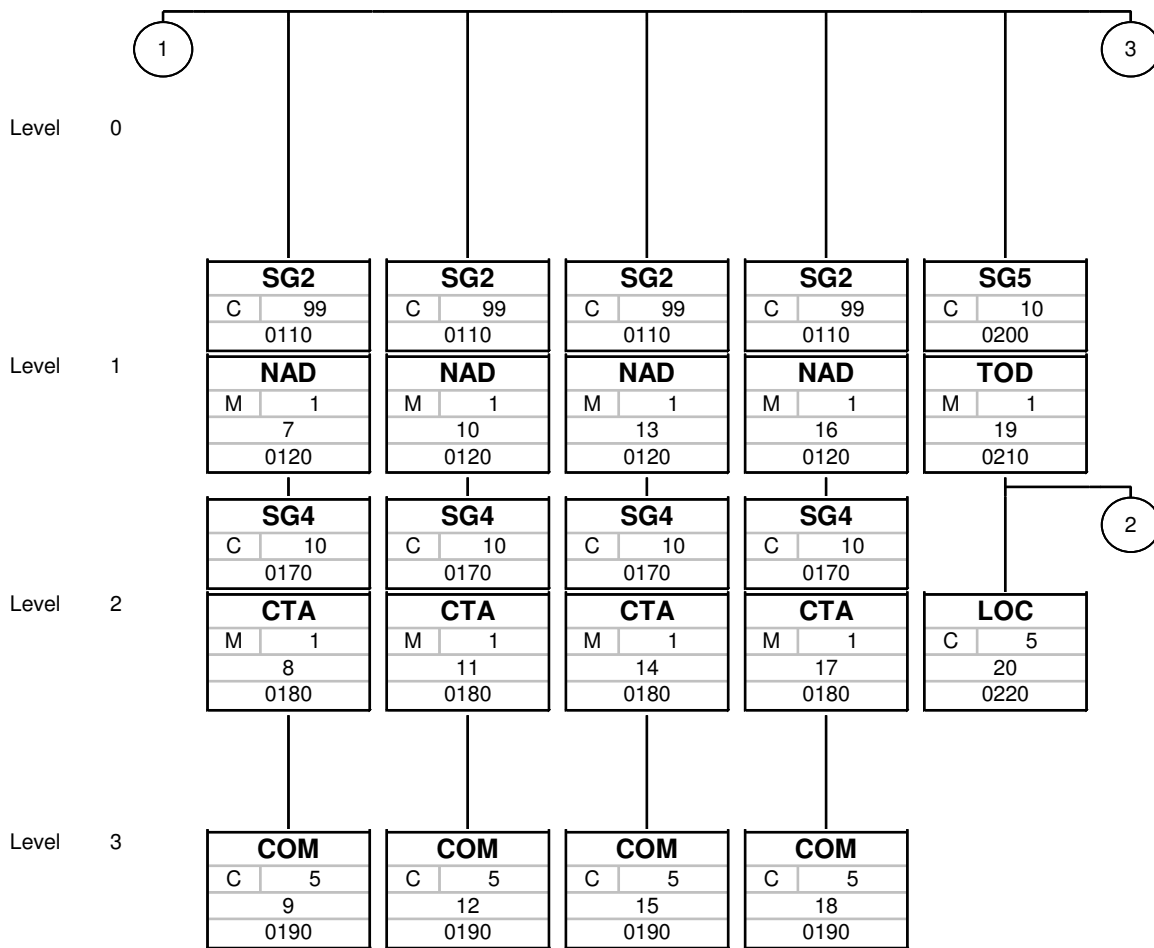 1 3
Level 0
SG2 SG2 SG2 SG2 SG5
C 99 C 99 C 99 C 99 C 10
0110 0110 0110 0110 0200
Level 1 NAD NAD NAD NAD TOD
M 1 M 1 M 1 M 1 M 1
7 10 13 16 19
0120 0120 0120 0120 0210
SG4 SG4 SG4 SG4 2
C 10 C 10 C 10 C 10
0170 0170 0170 0170
Level 2 CTA CTA CTA CTA LOC
M 1 M 1 M 1 M 1 C 5
8 11 14 17 20
0180 0180 0180 0180 0220
Level 3 COM COM COM COM
C 5 C 5 C 5 C 5
9 12 15 18
0190 0190 0190 0190